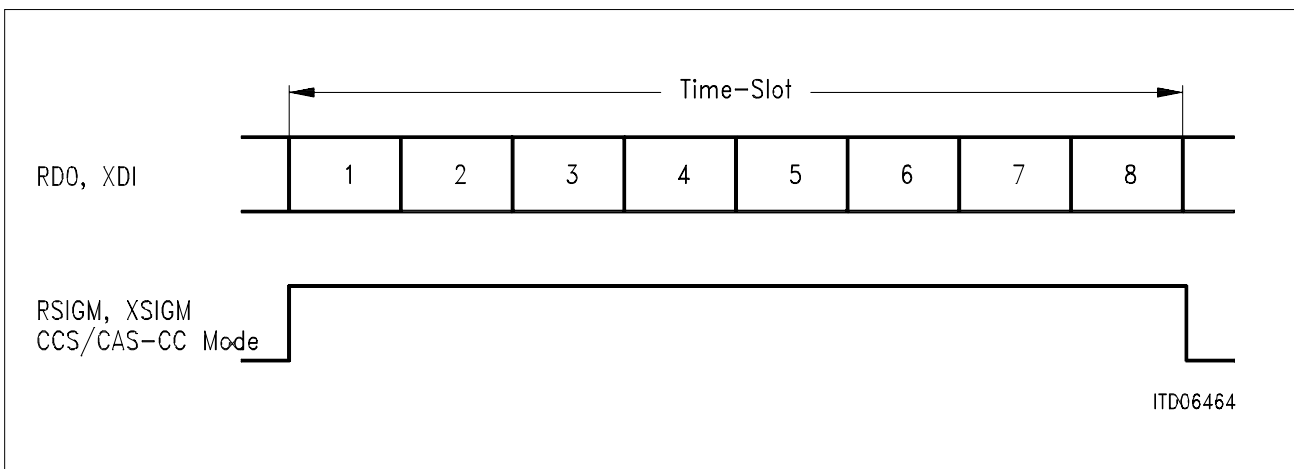 Time-Slot
RDO, XDI
1 2 3 4 5 6 7 8
RSIGM, XSIGM
CCS/CAS-CC Mode
ITD06464